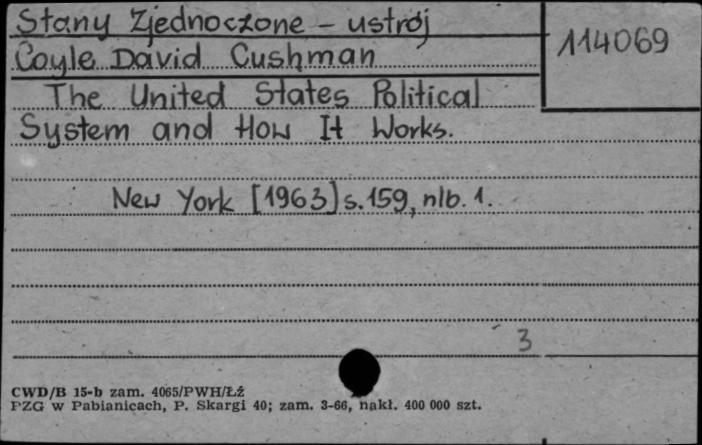 Stany Zjednoczone - ustrój
114069
Coyle David Cushman
The United States Political
System and How It Works.
New York [1963] s. 159, nlb. 1.
3
CWD/B 15-b zam. 4065/PWH/Łź
PZG w Pabianicach, P. Skargi 40; zam. 3-66, nakł. 400 000 szt.